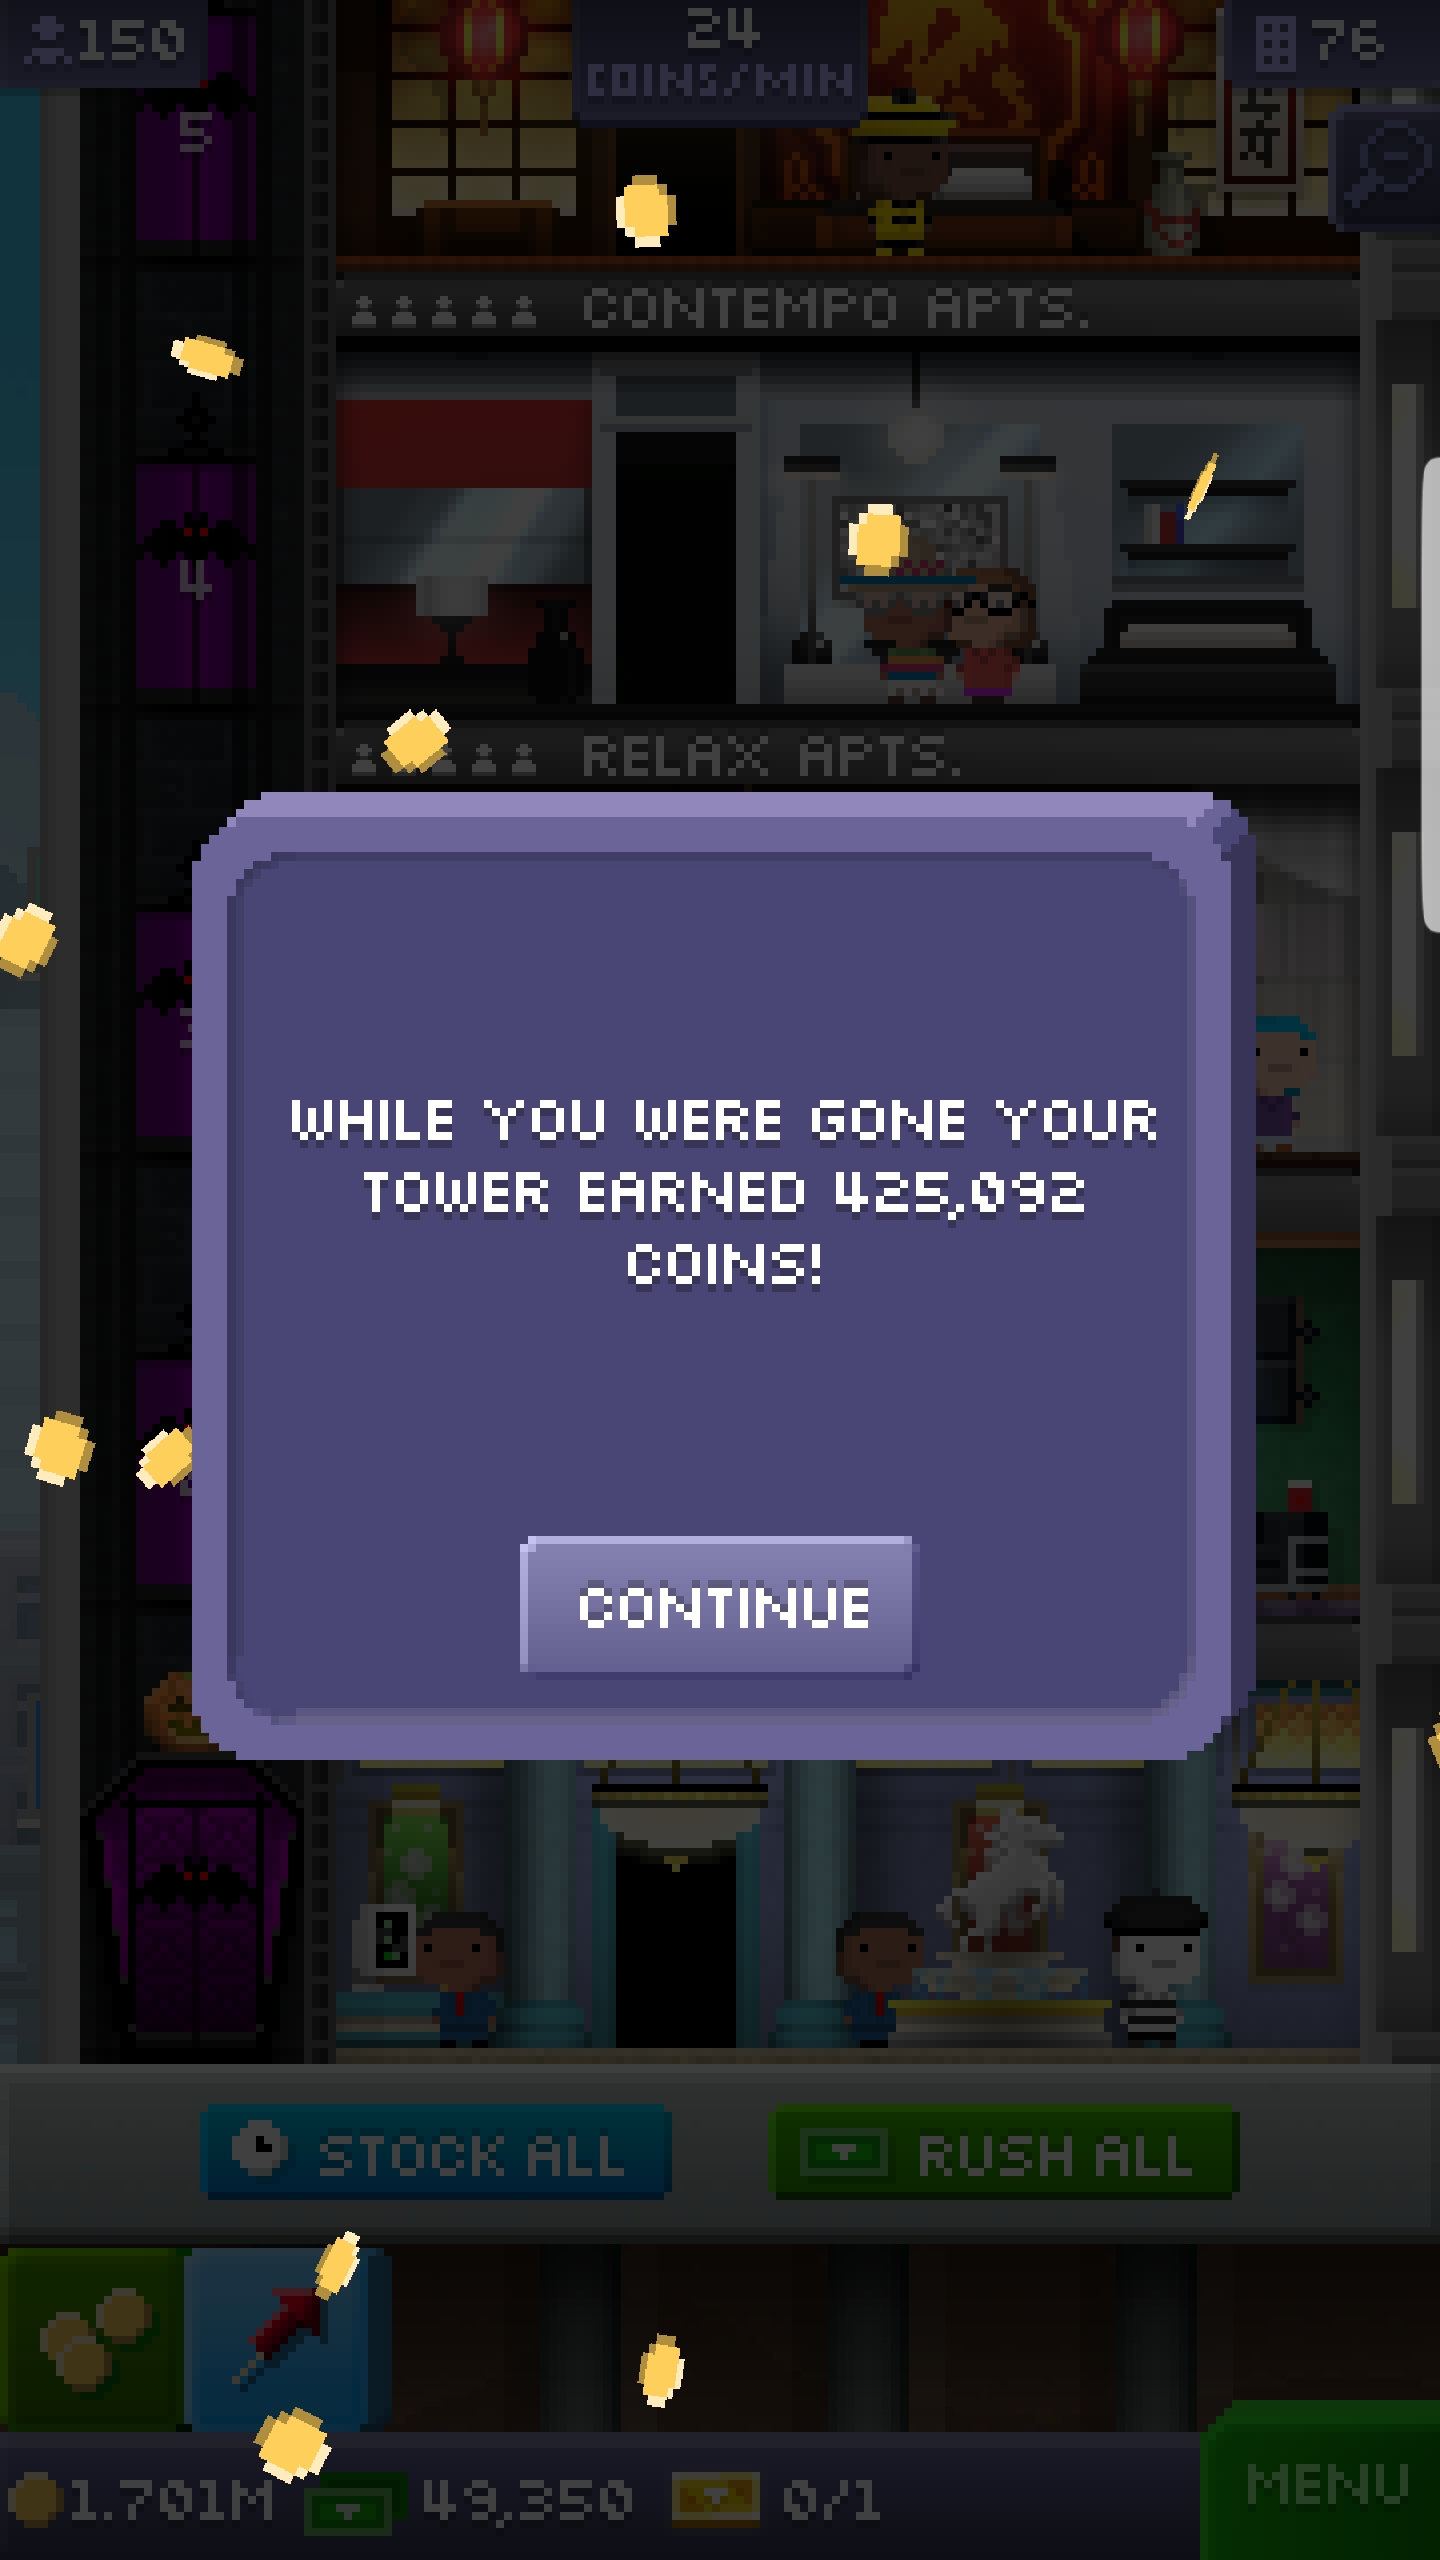 150
24
COINS/MIN
76
5
CONTEMPO APTS.
4
RELAX APTS.
WHILE YOU WERE GONE YOUR
TOWER EARNED 425,092
COINS!
CONTINUE
STOCK ALL
RUSH ALL
1.701M
49,350
0/1
MENU